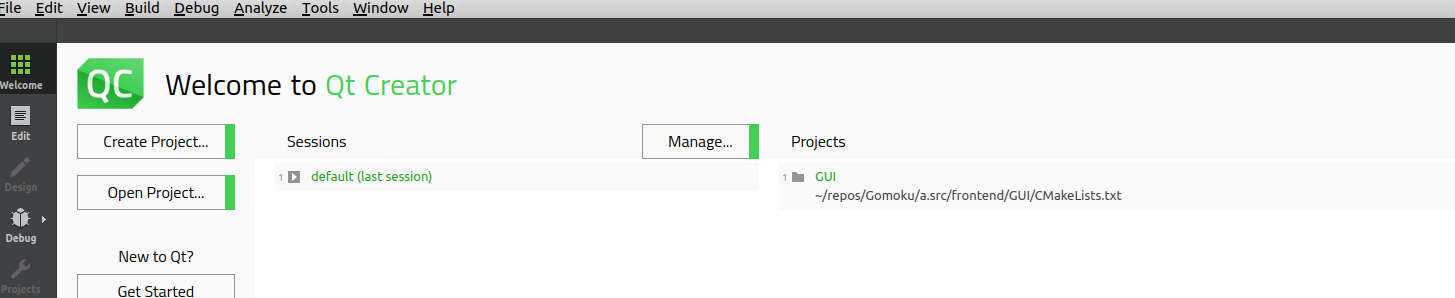 File Edit View Build Debug Analyze Tools Window Help
Welcome
Edit
Design
Debug
Projects
QC
Welcome to Qt Creator
Create Project...
Open Project...
New to Qt?
Get Started
Sessions
Manage...
1 default (last session)
Projects
1 GUI
~/repos/Gomoku/a.src/frontend/GUI/CMakeLists.txt